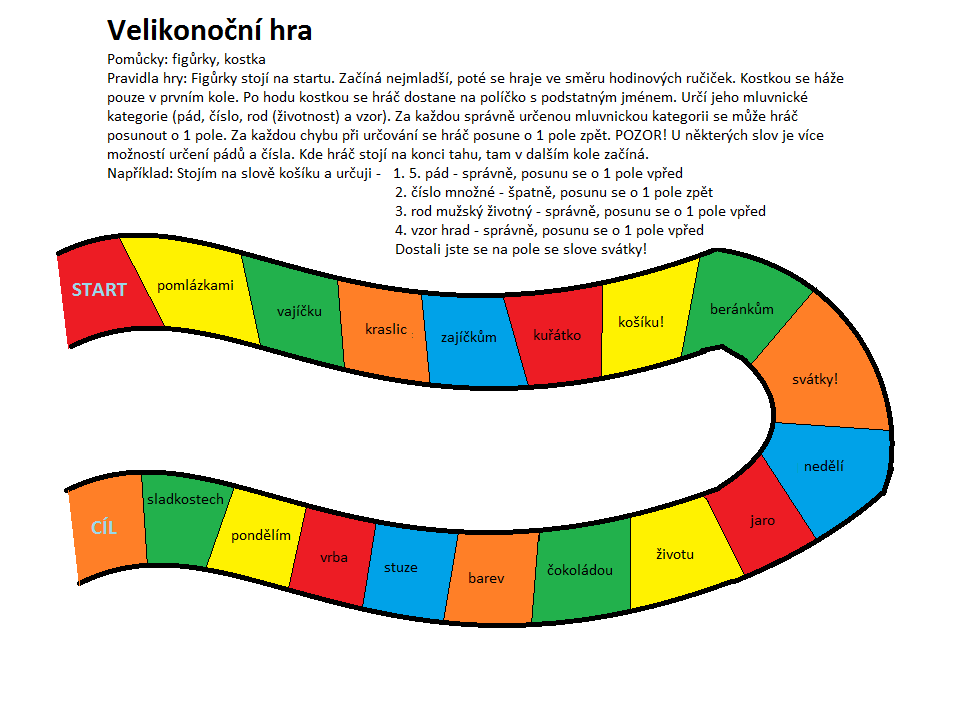 Velikonoční hra
Pomůcky: figůrky, kostka
Pravidla hry: Figůrky stojí na startu. Začíná nejmladší, poté se hraje ve směru hodinových ručiček. Kostkou se háže
pouze v prvním kole. Po hodu kostkou se hráč dostane na políčko s podstatným jménem. Určí jeho mluvnické
kategorie (pád, číslo, rod (životnost) a vzor). Za každou správně určenou mluvnickou kategorii se může hráč
posunout o 1 pole. Za každou chybu při určování se hráč posune o 1 pole zpět. POZOR! U některých slov je více
možností určení pádů a čísla. Kde hráč stojí na konci tahu, tam v dalším kole začíná.
Například: Stojím na slově košíku a určuji - 1. 5. pád - správně, posunu se o 1 pole vpřed
2. číslo množné - špatně, posunu se o 1 pole zpět
3. rod mužský životný - správně, posunu se o 1 pole vpřed
4. vzor hrad - správně, posunu se o 1 pole vpřed
Dostali jste se na pole se slove svátky!
START
pomlázkami
vajíčku
kraslic
zajíčkům
kuřátko
košíku!
beránkům
svátky!
nedělí
jaro
životu
čokoládou
barev
stuze
vrba
pondělím
sladkostech
CÍL